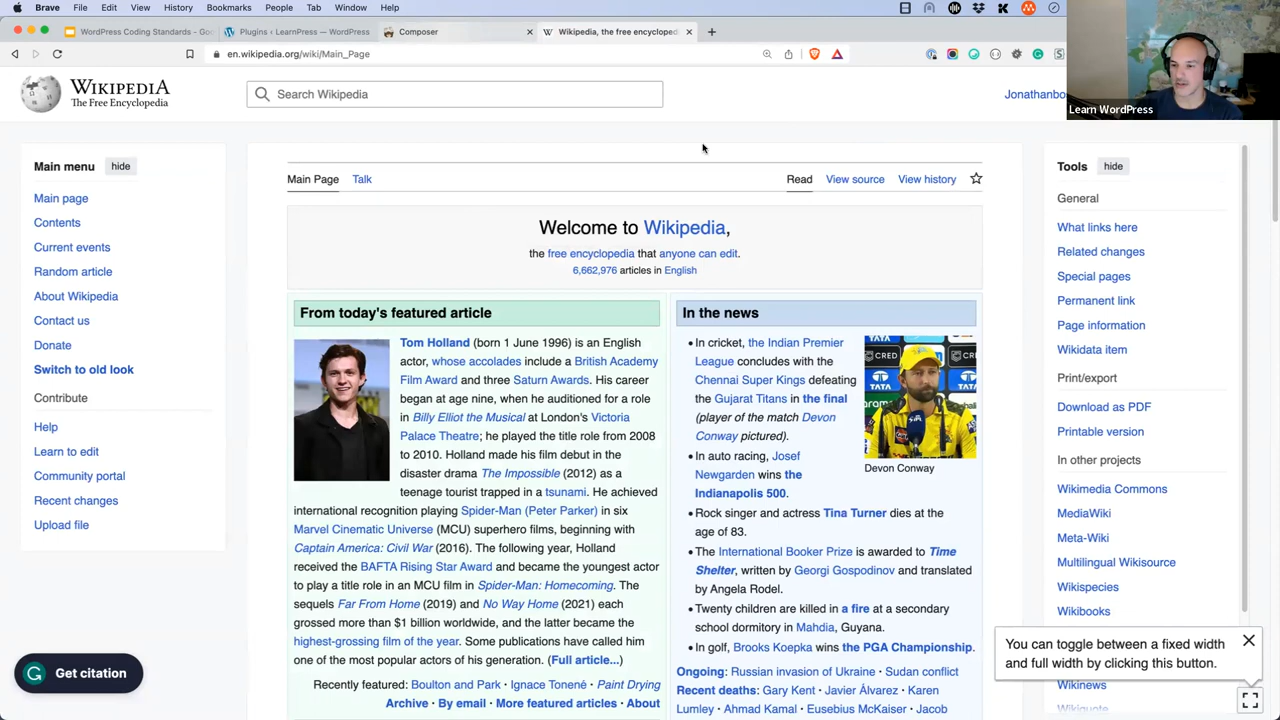 Brave File Edit View History Bookmarks People Tab Window Help
WordPress Coding Standards - Goo
Plugins ‹ LearnPress — WordPress
Composer
Wikipedia, the free encyclopedi
en.wikipedia.org/wiki/Main_Page
WIKIPEDIA
The Free Encyclopedia
Search Wikipedia
Jonathanbo
Learn WordPress
Main menu hide
Main page
Contents
Current events
Random article
About Wikipedia
Contact us
Donate
Switch to old look
Contribute
Help
Learn to edit
Community portal
Recent changes
Upload file
Get citation
Main Page Talk
Read View source View history
Welcome to Wikipedia,
the free encyclopedia that anyone can edit.
6,662,976 articles in English
From today's featured article
Tom Holland (born 1 June 1996) is an English
actor, whose accolades include a British Academy
Film Award and three Saturn Awards. His career
began at age nine, when he auditioned for a role
in Billy Elliot the Musical at London's Victoria
Palace Theatre; he played the title role from 2008
to 2010. Holland made his film debut in the
disaster drama The Impossible (2012) as a
teenage tourist trapped in a tsunami. He achieved
international recognition playing Spider-Man (Peter Parker) in six
Marvel Cinematic Universe (MCU) superhero films, beginning with
Captain America: Civil War (2016). The following year, Holland
received the BAFTA Rising Star Award and became the youngest actor
to play a title role in an MCU film in Spider-Man: Homecoming. The
sequels Far From Home (2019) and No Way Home (2021) each
grossed more than $1 billion worldwide, and the latter became the
highest-grossing film of the year. Some publications have called him
one of the most popular actors of his generation. (Full article...)
Recently featured: Boulton and Park · Ignace Tonené · Paint Drying
Archive · By email · More featured articles · About
In the news
• In cricket, the Indian Premier
League concludes with the
Chennai Super Kings defeating
the Gujarat Titans in the final
(player of the match Devon
Conway pictured).
• In auto racing, Josef
Newgarden wins the
Indianapolis 500.
• Rock singer and actress Tina Turner dies at the
age of 83.
• The International Booker Prize is awarded to Time
Shelter, written by Georgi Gospodinov and translated
by Angela Rodel.
• Twenty children are killed in a fire at a secondary
school dormitory in Mahdia, Guyana.
• In golf, Brooks Koepka wins the PGA Championship.
Ongoing: Russian invasion of Ukraine · Sudan conflict
Recent deaths: Gary Kent · Javier Álvarez · Karen
Lumley · Ahmad Kamal · Eusebius McKaiser · Jacob
CRED
TATA
TATA
Devon Conway
Tools hide
General
What links here
Related changes
Special pages
Permanent link
Page information
Wikidata item
Print/export
Download as PDF
Printable version
In other projects
Wikimedia Commons
MediaWiki
Meta-Wiki
Multilingual Wikisource
Wikispecies
Wikibooks
You can toggle between a fixed width
and full width by clicking this button.
Wikinews
Wikiquote